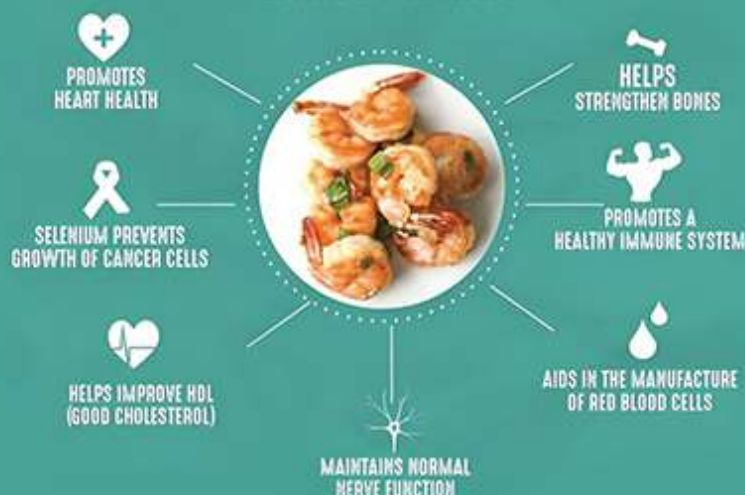 PROMOTES
HEART HEALTH
HELPS
STRENGTHEN BONES
SELENIUM PREVENTS
GROWTH OF CANCER CELLS
PROMOTES A
HEALTHY IMMUNE SYSTEM
HELPS IMPROVE HDL
(GOOD CHOLESTEROL)
AIDS IN THE MANUFACTURE
OF RED BLOOD CELLS
MAINTAINS NORMAL
NERVE FUNCTION